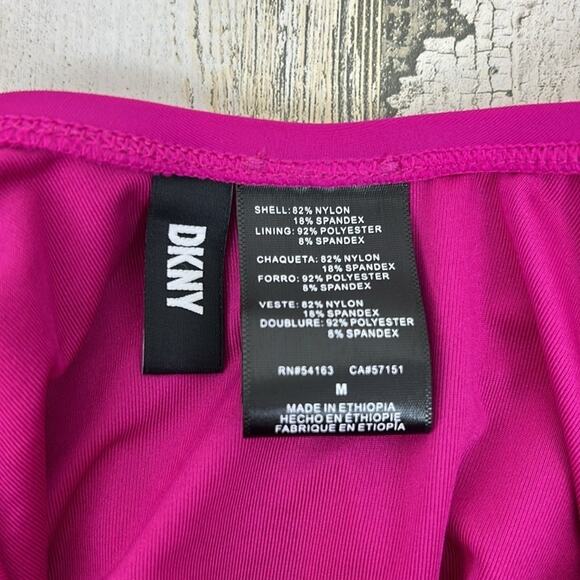 DKNY
SHELL: 82% NYLON
18% SPANDEX
LINING: 92% POLYESTER
8% SPANDEX
CHAQUETA: 82% NYLON
18% SPANDEX
FORRO: 92% POLYESTER
8% SPANDEX
VESTE: 82% NYLON
18% SPANDEX
DOUBLURE: 92% POLYESTER
8% SPANDEX
RN#54163 CA#57151
M
MADE IN ETHIOPIA
HECHO EN ÉTHIOPIE
FABRIQUE EN ETIOPÍA